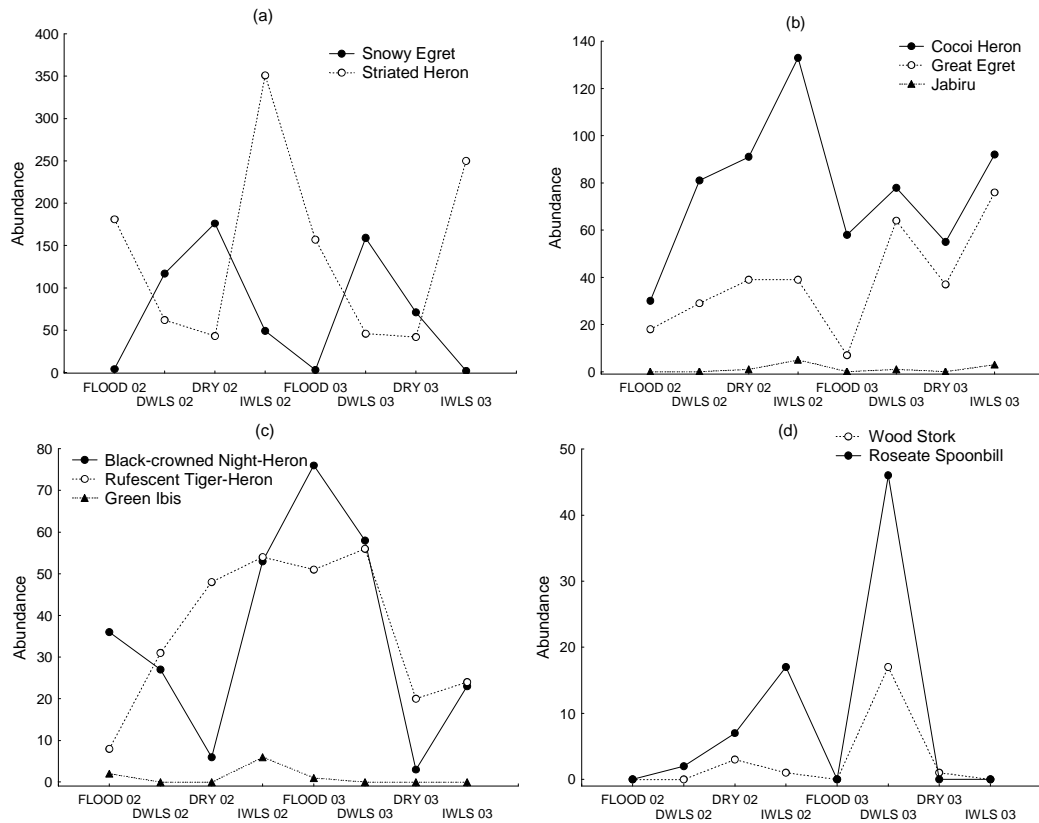 (a)
400
350
300
250
200
150
100
50
0
Abundance
Snowy Egret
Striated Heron
FLOOD 02 DRY 02 FLOOD 03 DRY 03
DWLS 02 IWLS 02 DWLS 03 IWLS 03
(b)
140
120
100
80
60
40
20
0
Abundance
Cocoi Heron
Great Egret
Jabiru
FLOOD 02 DRY 02 FLOOD 03 DRY 03
DWLS 02 IWLS 02 DWLS 03 IWLS 03
(c)
80
70
60
50
40
30
20
10
0
Abundance
Black-crowned Night-Heron
Rufescent Tiger-Heron
Green Ibis
FLOOD 02 DRY 02 FLOOD 03 DRY 03
DWLS 02 IWLS 02 DWLS 03 IWLS 03
(d)
50
40
30
20
10
0
Abundance
Wood Stork
Roseate Spoonbill
FLOOD 02 DRY 02 FLOOD 03 DRY 03
DWLS 02 IWLS 02 DWLS 03 IWLS 03